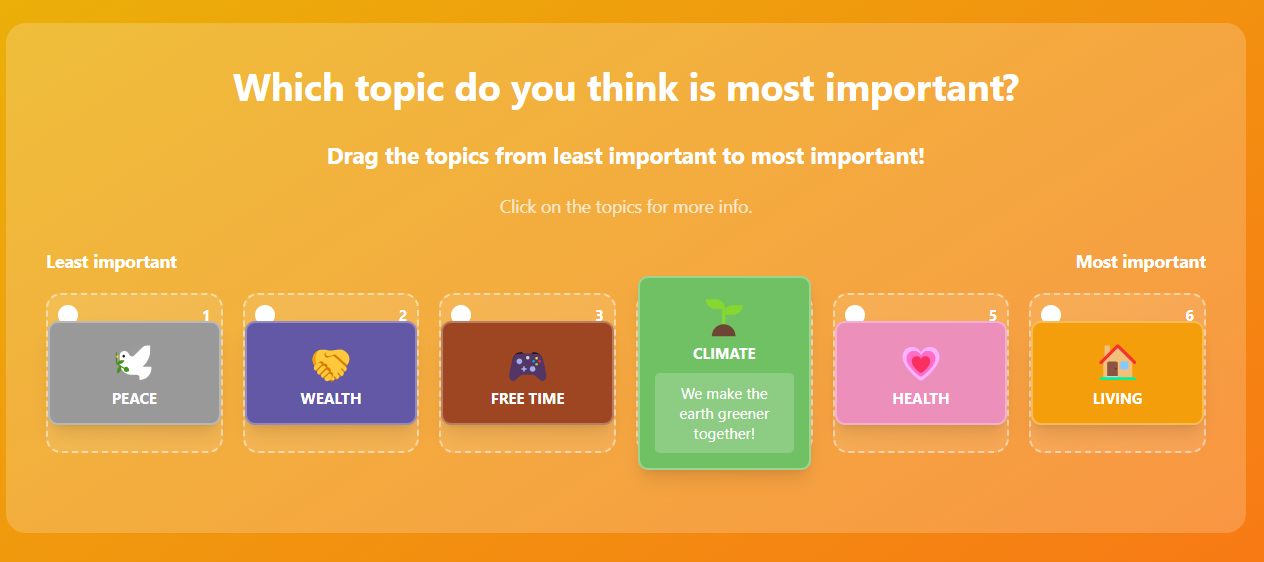 Which topic do you think is most important?
Drag the topics from least important to most important!
Click on the topics for more info.
Least important
Most important
1
2
3
5
6
PEACE
WEALTH
FREE TIME
CLIMATE
We make the
earth greener
together!
HEALTH
LIVING